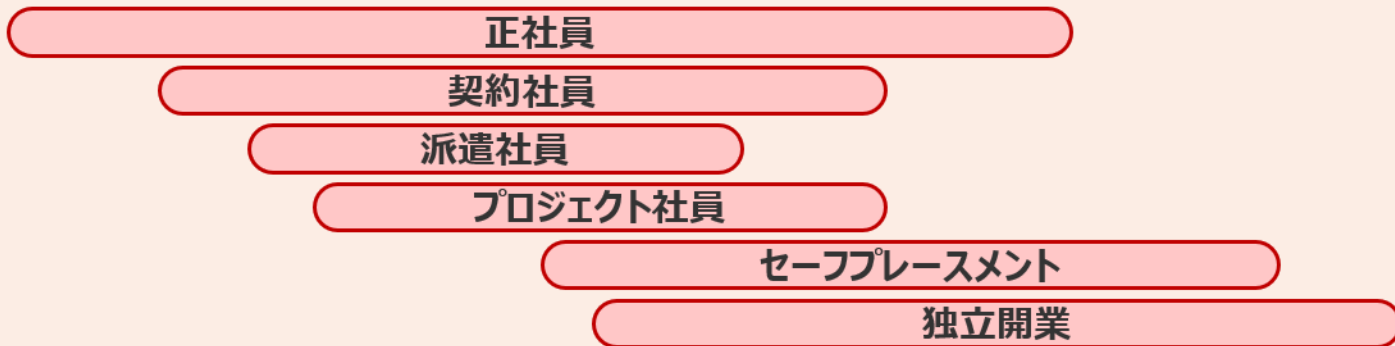 正社員
契約社員
派遣社員
プロジェクト社員
セーフプレースメント
独立開業